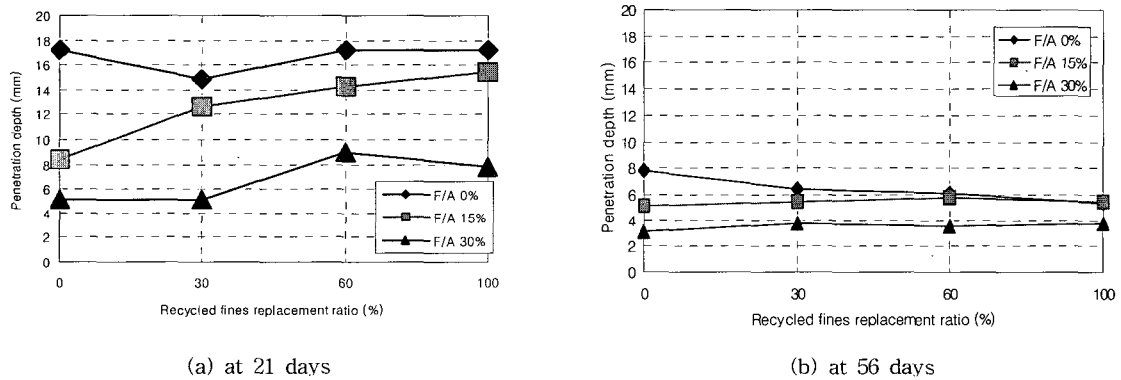 20
18
16
14
12
10
8
6
4
2
0
Penetration depth (mm)
F/A 0%
F/A 15%
F/A 30%
0 30 60 100
Recycled fines replacement ratio (%)
(a) at 21 days
20
18
16
14
12
10
8
6
4
2
0
Penetration depth (mm)
F/A 0%
F/A 15%
F/A 30%
0 30 60 100
Recycled fines replacement ratio (%)
(b) at 56 days